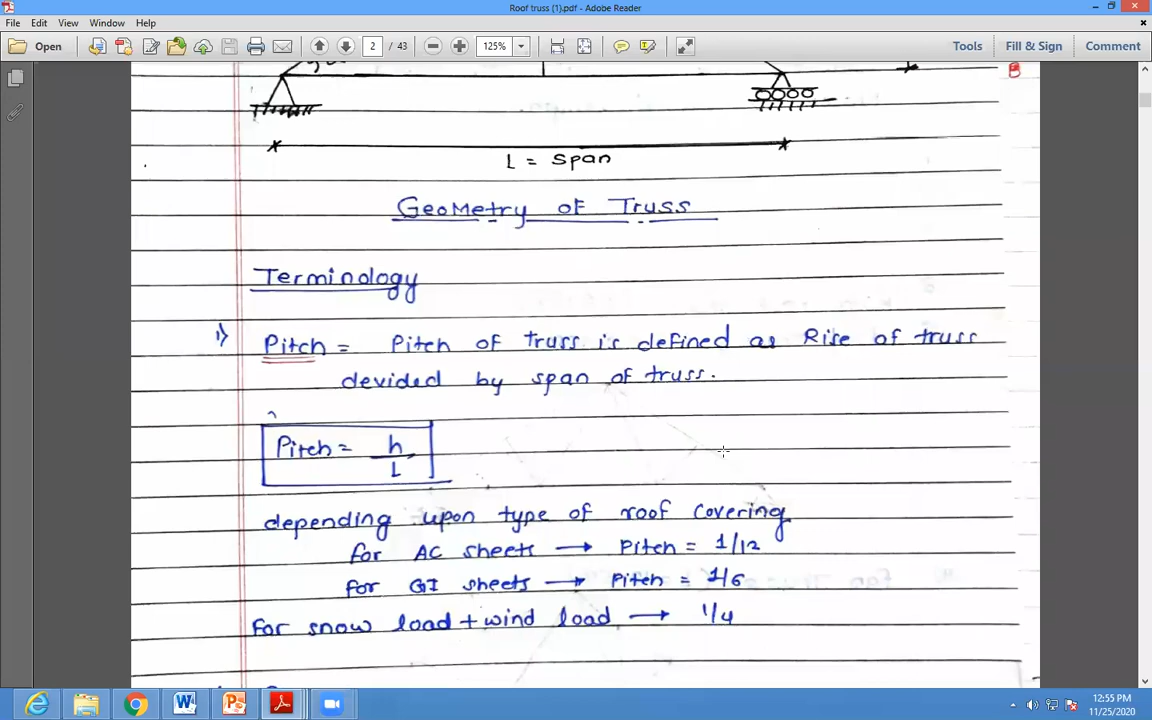 Roof truss (1).pdf - Adobe Reader
File Edit View Window Help
Open 2 / 43 125% Tools Fill & Sign Comment
L = Span
Geometry of Truss
Terminology
1) Pitch = Pitch of truss is defined as Rise of truss
devided by span of truss.
Pitch = h
L
depending upon type of roof covering
for AC sheets → Pitch = 1/12
for GI sheets → Pitch = 1/6
For snow load + wind load → 1/4
12:55 PM
11/25/2020